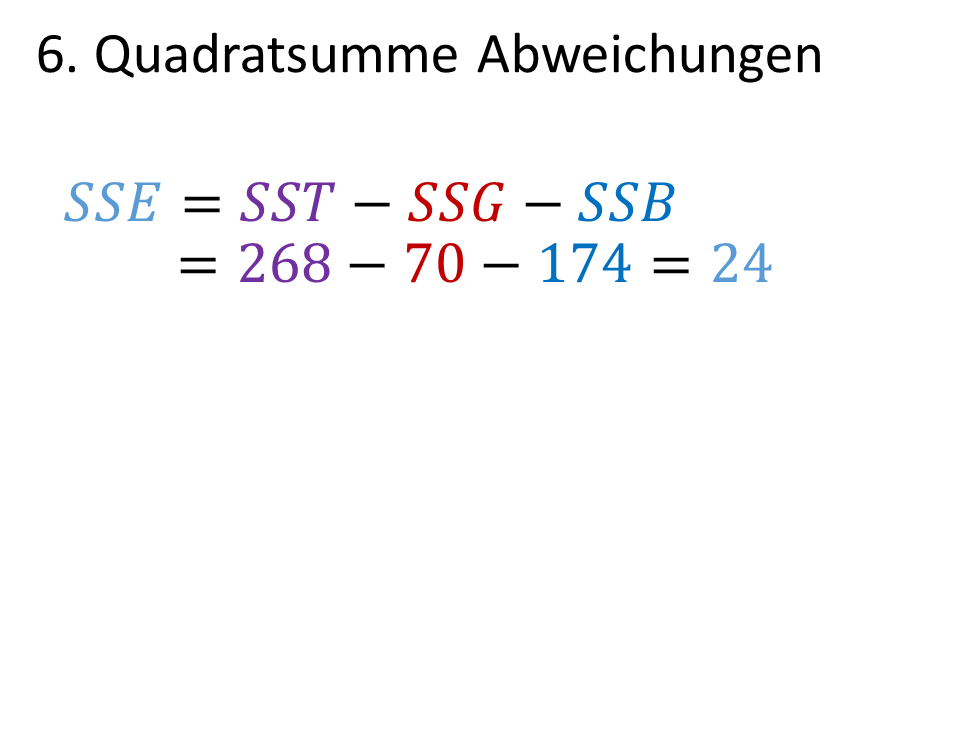 6. Quadratsumme Abweichungen
𝑆𝑆𝐸 = 𝑆𝑆𝑇 − 𝑆𝑆𝐺 − 𝑆𝑆𝐵
= 268 − 70 − 174 = 24